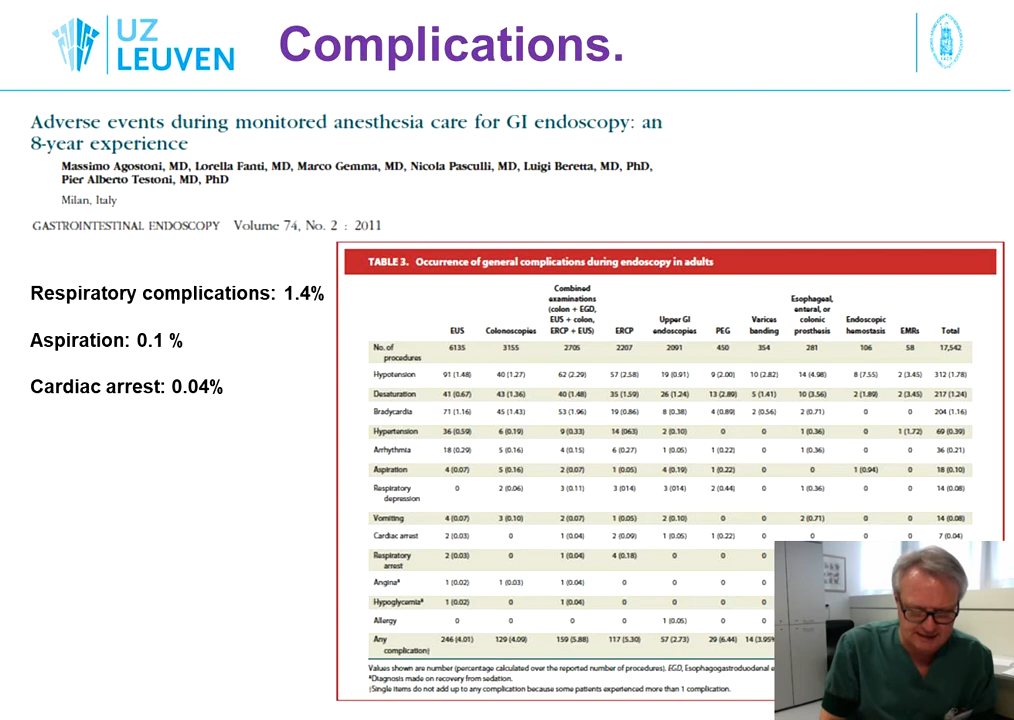 UZ
LEUVEN
Complications.
Adverse events during monitored anesthesia care for GI endoscopy: an
8-year experience
Massimo Agostoni, MD, Lorella Fanti, MD, Marco Gemma, MD, Nicola Pasculli, MD, Luigi Beretta, MD, PhD,
Pier Alberto Testoni, MD, PhD
Milan, Italy
GASTROINTESTINAL ENDOSCOPY Volume 74, No. 2 : 2011
Respiratory complications: 1.4%
Aspiration: 0.1 %
Cardiac arrest: 0.04%
TABLE 3. Occurrence of general complications during endoscopy in adults
EUS Colonoscopies Combined examinations (colon + EGD, EUS + colon, ERCP + EUS) ERCP Upper GI endoscopies PEG Varices banding Esophageal, enteral, or colonic prosthesis Endoscopic hemostasis EMRs Total
No. of procedures 6135 3155 2705 2207 2091 450 354 281 106 58 17,542
Hypotension 91 (1.48) 40 (1.27) 62 (2.29) 57 (2.58) 19 (0.91) 9 (2.00) 10 (2.82) 14 (4.98) 8 (7.55) 2 (3.45) 312 (1.78)
Desaturation 41 (0.67) 43 (1.36) 40 (1.48) 35 (1.59) 26 (1.24) 13 (2.89) 5 (1.41) 10 (3.56) 2 (1.89) 2 (3.45) 217 (1.24)
Bradycardia 71 (1.16) 45 (1.43) 53 (1.96) 19 (0.86) 8 (0.38) 4 (0.89) 2 (0.56) 2 (0.71) 0 0 204 (1.16)
Hypertension 36 (0.59) 6 (0.19) 9 (0.33) 14 (063) 2 (0.10) 0 0 1 (0.36) 0 1 (1.72) 69 (0.39)
Arrhythmia 18 (0.29) 5 (0.16) 4 (0.15) 6 (0.27) 1 (0.05) 1 (0.22) 0 1 (0.36) 0 0 36 (0.21)
Aspiration 4 (0.07) 5 (0.16) 2 (0.07) 1 (0.05) 4 (0.19) 1 (0.22) 0 0 1 (0.94) 0 18 (0.10)
Respiratory depression 0 2 (0.06) 3 (0.11) 3 (014) 3 (014) 2 (0.44) 0 1 (0.36) 0 0 14 (0.08)
Vomiting 4 (0.07) 3 (0.10) 2 (0.07) 1 (0.05) 2 (0.10) 0 0 2 (0.71) 0 0 14 (0.08)
Cardiac arrest 2 (0.03) 0 1 (0.04) 2 (0.09) 1 (0.05) 1 (0.22) 0 0 0 0 7 (0.04)
Respiratory arrest 2 (0.03) 0 1 (0.04) 4 (0.18) 0 0 0
Anginaª 1 (0.02) 1 (0.03) 1 (0.04) 0 0 0 0
Hypoglycemiaª 1 (0.02) 0 1 (0.04) 0 0 0 0
Allergy 0 0 0 0 1 (0.05) 0 0
Any complication† 246 (4.01) 129 (4.09) 159 (5.88) 117 (5.30) 57 (2.73) 29 (6.44) 14 (3.95%
Values shown are number (percentage calculated over the reported number of procedures). EGD, Esophagogastroduodenal e
ªDiagnosis made on recovery from sedation.
†Single items do not add up to any complication because some patients experienced more than 1 complication.